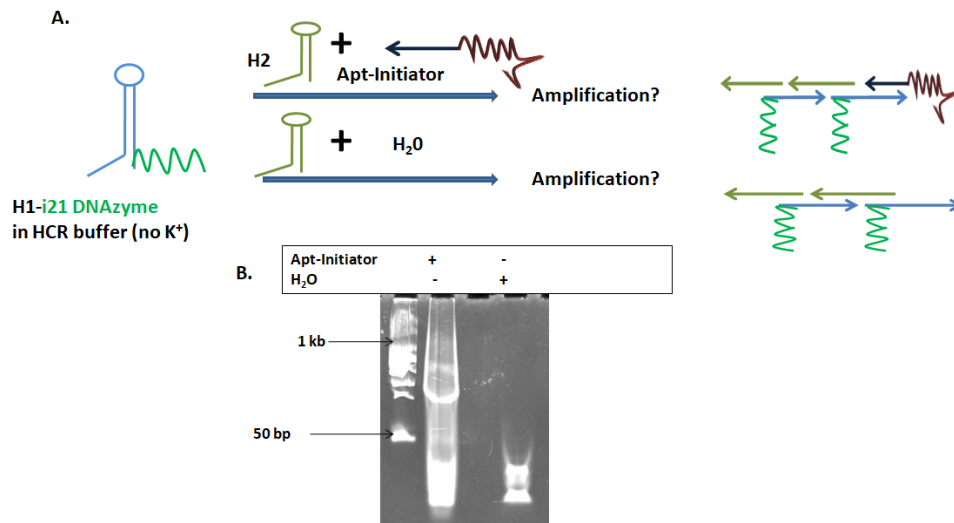 A.
H2
Apt-Initiator
Amplification?
H₂0
Amplification?
H1-i21 DNAzyme
in HCR buffer (no K⁺)
B.
Apt-Initiator + -
H₂O - +
1 kb
50 bp